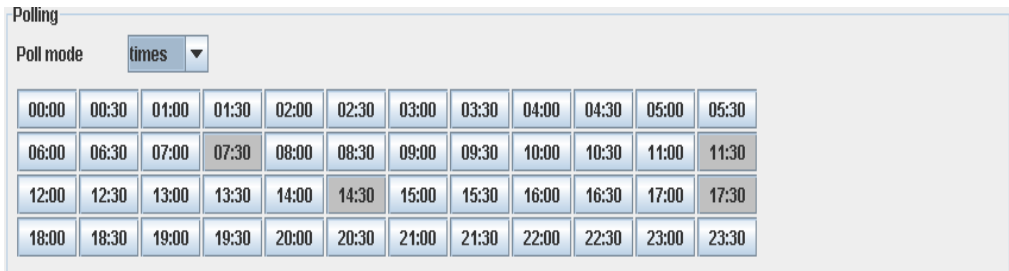 Polling
Poll mode times
00:00 00:30 01:00 01:30 02:00 02:30 03:00 03:30 04:00 04:30 05:00 05:30
06:00 06:30 07:00 07:30 08:00 08:30 09:00 09:30 10:00 10:30 11:00 11:30
12:00 12:30 13:00 13:30 14:00 14:30 15:00 15:30 16:00 16:30 17:00 17:30
18:00 18:30 19:00 19:30 20:00 20:30 21:00 21:30 22:00 22:30 23:00 23:30